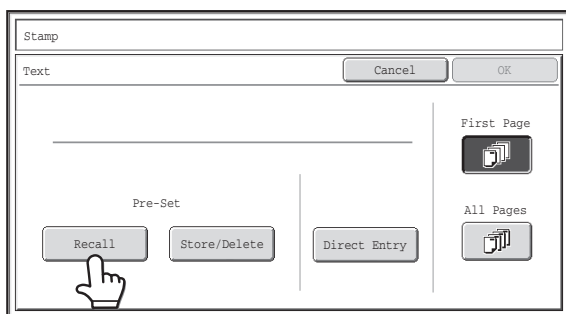 Stamp
Text
Cancel
OK
First Page
Pre-Set
All Pages
Recall
Store/Delete
Direct Entry